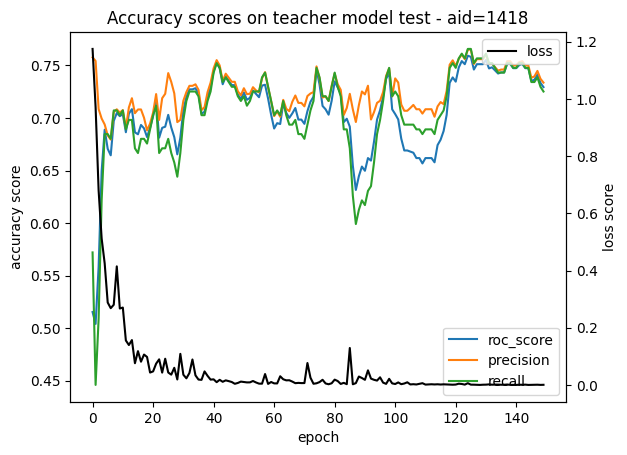 Accuracy scores on teacher model test - aid=1418
accuracy score
0.75
0.70
0.65
0.60
0.55
0.50
0.45
1.2
1.0
0.8
0.6
0.4
0.2
0.0
loss score
loss
roc_score
precision
recall
0 20 40 60 80 100 120 140
epoch